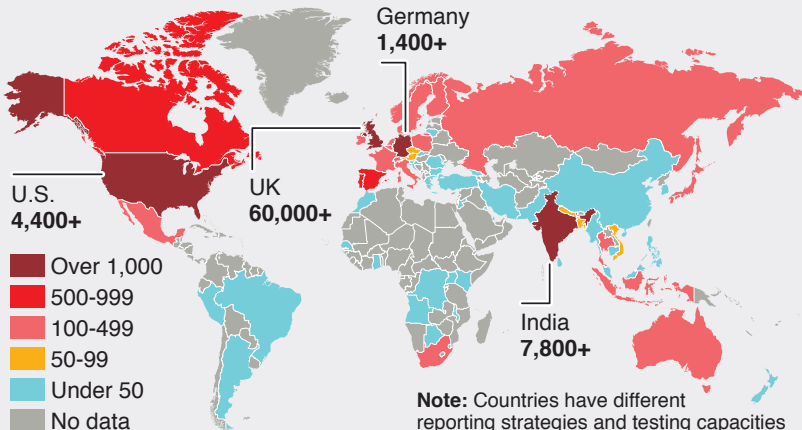 Germany
1,400+
U.S.
4,400+
UK
60,000+
Over 1,000
500-999
100-499
50-99
Under 50
No data
India
7,800+
Note: Countries have different
reporting strategies and testing capacities